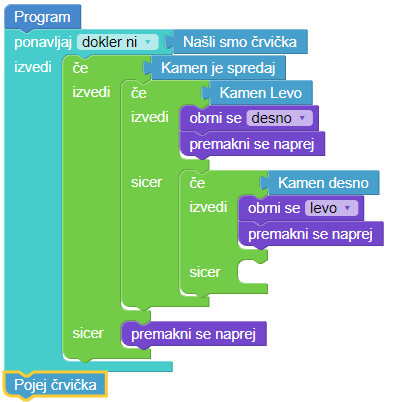 Program
ponavljaj dokler ni Našli smo črvička
izvedi če Kamen je spredaj
izvedi če Kamen Levo
izvedi obrni se desno
premakni se naprej
sicer če Kamen desno
izvedi obrni se levo
premakni se naprej
sicer
sicer premakni se naprej
Pojej črvička